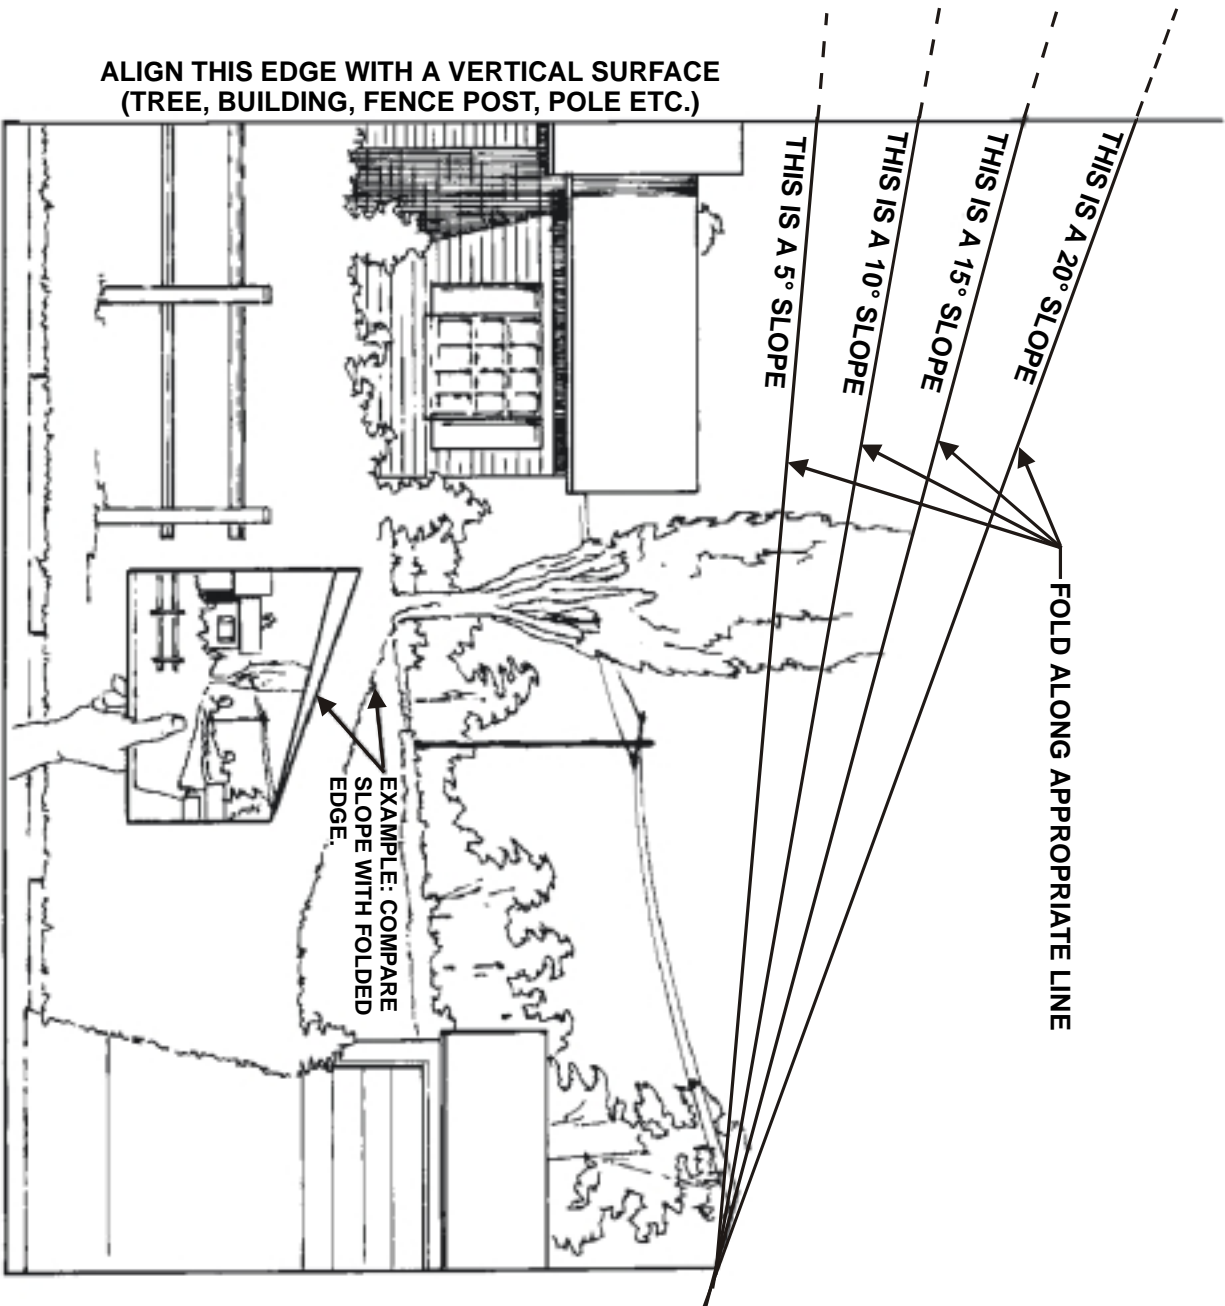 ALIGN THIS EDGE WITH A VERTICAL SURFACE
(TREE, BUILDING, FENCE POST, POLE ETC.)
THIS IS A 5° SLOPE
THIS IS A 10° SLOPE
THIS IS A 15° SLOPE
THIS IS A 20° SLOPE
FOLD ALONG APPROPRIATE LINE
EXAMPLE: COMPARE
SLOPE WITH FOLDED
EDGE.